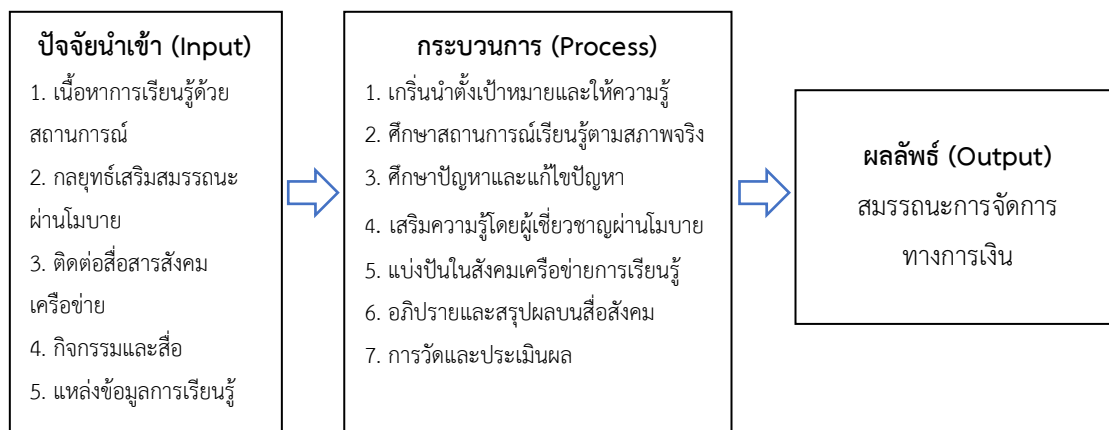 ปัจจัยนำเข้า (Input)
1. เนื้อหาการเรียนรู้ด้วย
สถานการณ์
2. กลยุทธ์เสริมสมรรถนะ
ผ่านโมบาย
3. ติดต่อสื่อสารสังคม
เครือข่าย
4. กิจกรรมและสื่อ
5. แหล่งข้อมูลการเรียนรู้
กระบวนการ (Process)
1. เกริ่นนำตั้งเป้าหมายและให้ความรู้
2. ศึกษาสถานการณ์เรียนรู้ตามสภาพจริง
3. ศึกษาปัญหาและแก้ไขปัญหา
4. เสริมความรู้โดยผู้เชี่ยวชาญผ่านโมบาย
5. แบ่งปันในสังคมเครือข่ายการเรียนรู้
6. อภิปรายและสรุปผลบนสื่อสังคม
7. การวัดและประเมินผล
ผลลัพธ์ (Output)
สมรรถนะการจัดการ
ทางการเงิน